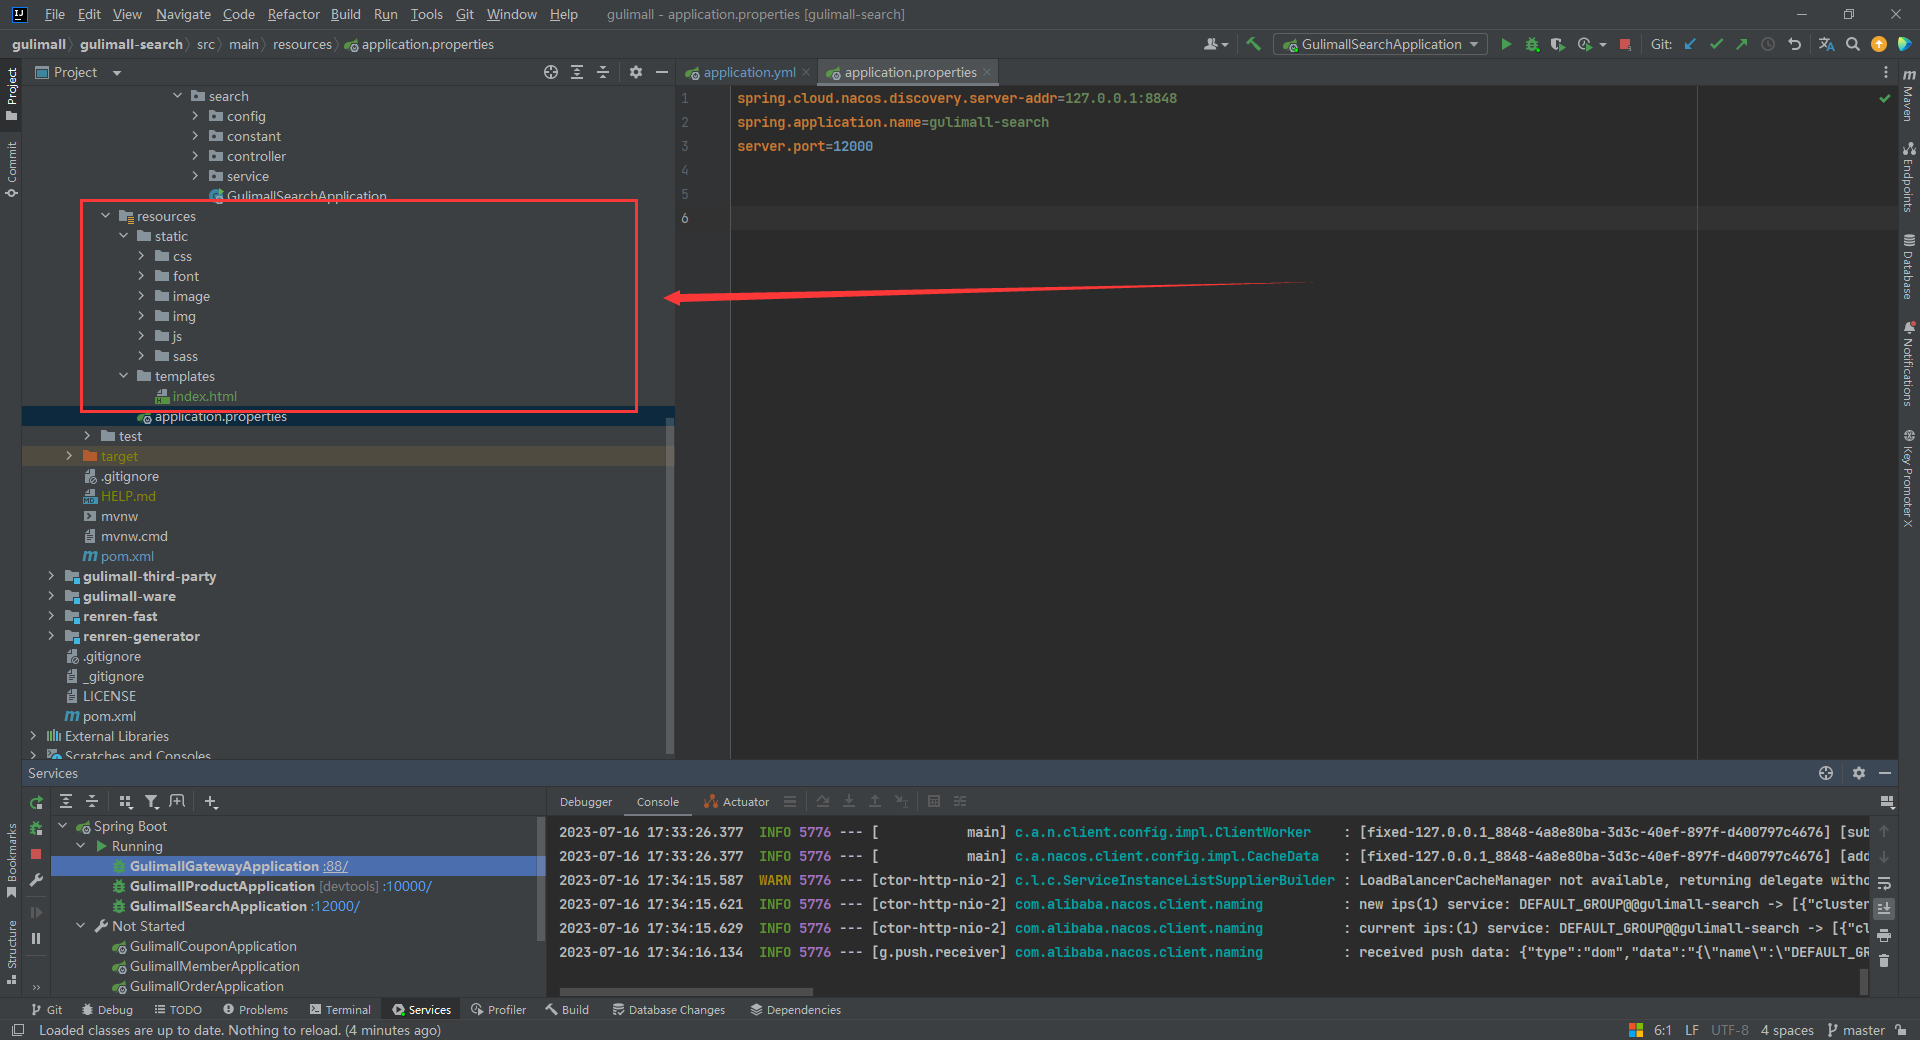 File Edit View Navigate Code Refactor Build Run Tools Git Window Help gulimall - application.properties [gulimall-search]
gulimall gulimall-search src main resources application.properties GulimallSearchApplication Git:
Project
application.yml application.properties
search
config
constant
controller
service
GulimallSearchApplication
resources
static
css
font
image
img
js
sass
templates
index.html
application.properties
test
target
.gitignore
HELP.md
mvnw
mvnw.cmd
pom.xml
gulimall-third-party
gulimall-ware
renren-fast
renren-generator
.gitignore
_gitignore
LICENSE
pom.xml
External Libraries
Scratches and Consoles
1 spring.cloud.nacos.discovery.server-addr=127.0.0.1:8848
2 spring.application.name=gulimall-search
3 server.port=12000
4
5
6
Project
Commit
Bookmarks
Structure
Maven
Endpoints
Database
Notifications
Key Promoter X
Services
Spring Boot
Running
GulimallGatewayApplication :88/
GulimallProductApplication [devtools] :10000/
GulimallSearchApplication :12000/
Not Started
GulimallCouponApplication
GulimallMemberApplication
GulimallOrderApplication
Debugger Console Actuator
2023-07-16 17:33:26.377 INFO 5776 --- [ main] c.a.n.client.config.impl.ClientWorker : [fixed-127.0.0.1_8848-4a8e80ba-3d3c-40ef-897f-d400797c4676] [sub
2023-07-16 17:33:26.377 INFO 5776 --- [ main] c.a.nacos.client.config.impl.CacheData : [fixed-127.0.0.1_8848-4a8e80ba-3d3c-40ef-897f-d400797c4676] [add
2023-07-16 17:34:15.587 WARN 5776 --- [ctor-http-nio-2] c.l.c.ServiceInstanceListSupplierBuilder : LoadBalancerCacheManager not available, returning delegate witho
2023-07-16 17:34:15.621 INFO 5776 --- [ctor-http-nio-2] com.alibaba.nacos.client.naming : new ips(1) service: DEFAULT_GROUP@@gulimall-search -> [{"cluster
2023-07-16 17:34:15.629 INFO 5776 --- [ctor-http-nio-2] com.alibaba.nacos.client.naming : current ips:(1) service: DEFAULT_GROUP@@gulimall-search -> [{"cl
2023-07-16 17:34:16.134 INFO 5776 --- [g.push.receiver] com.alibaba.nacos.client.naming : received push data: {"type":"dom","data":"{\"name\":\"DEFAULT_GR
Git Debug TODO Problems Terminal Services Profiler Build Database Changes Dependencies
Loaded classes are up to date. Nothing to reload. (4 minutes ago) 6:1 LF UTF-8 4 spaces master